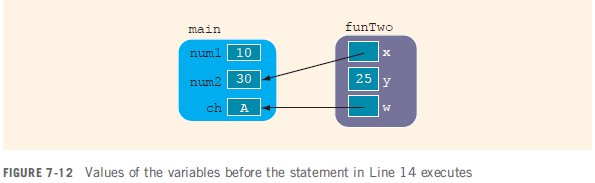 main
funTwo
num1 10
x
num2 30
25 y
ch A
w
FIGURE 7-12 Values of the variables before the statement in Line 14 executes